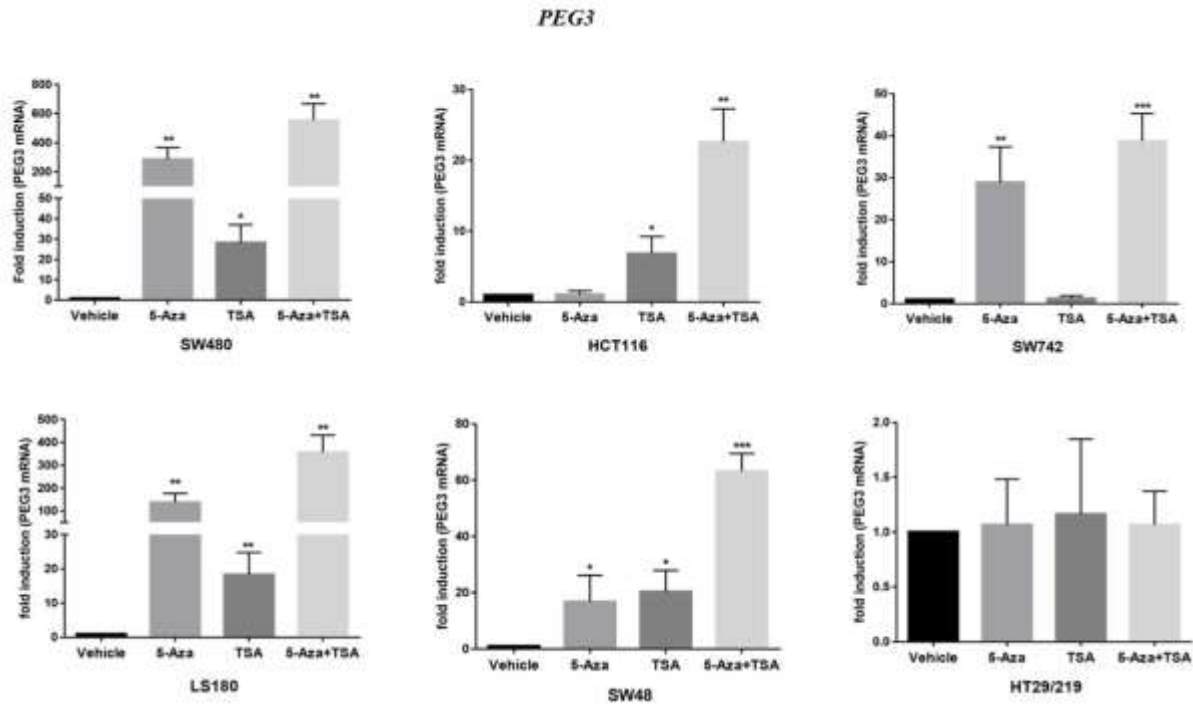 PEG3
Fold induction (PEG3 mRNA)
800
600
400
200
50
40
30
20
10
0
**
*
**
Vehicle 5-Aza TSA 5-Aza+TSA
SW480
fold induction (PEG3 mRNA)
30
20
10
0
*
**
Vehicle 5-Aza TSA 5-Aza+TSA
HCT116
fold induction (PEG3 mRNA)
50
40
30
20
10
0
**
***
Vehicle 5-Aza TSA 5-Aza+TSA
SW742
fold induction (PEG3 mRNA)
500
400
300
200
100
30
20
10
0
**
**
**
Vehicle 5-Aza TSA 5-Aza+TSA
LS180
fold induction (PEG3 mRNA)
80
60
40
20
0
*
*
***
Vehicle 5-Aza TSA 5-Aza+TSA
SW48
fold induction (PEG3 mRNA)
2.0
1.5
1.0
0.5
0.0
Vehicle 5-Aza TSA 5-Aza+TSA
HT29/219